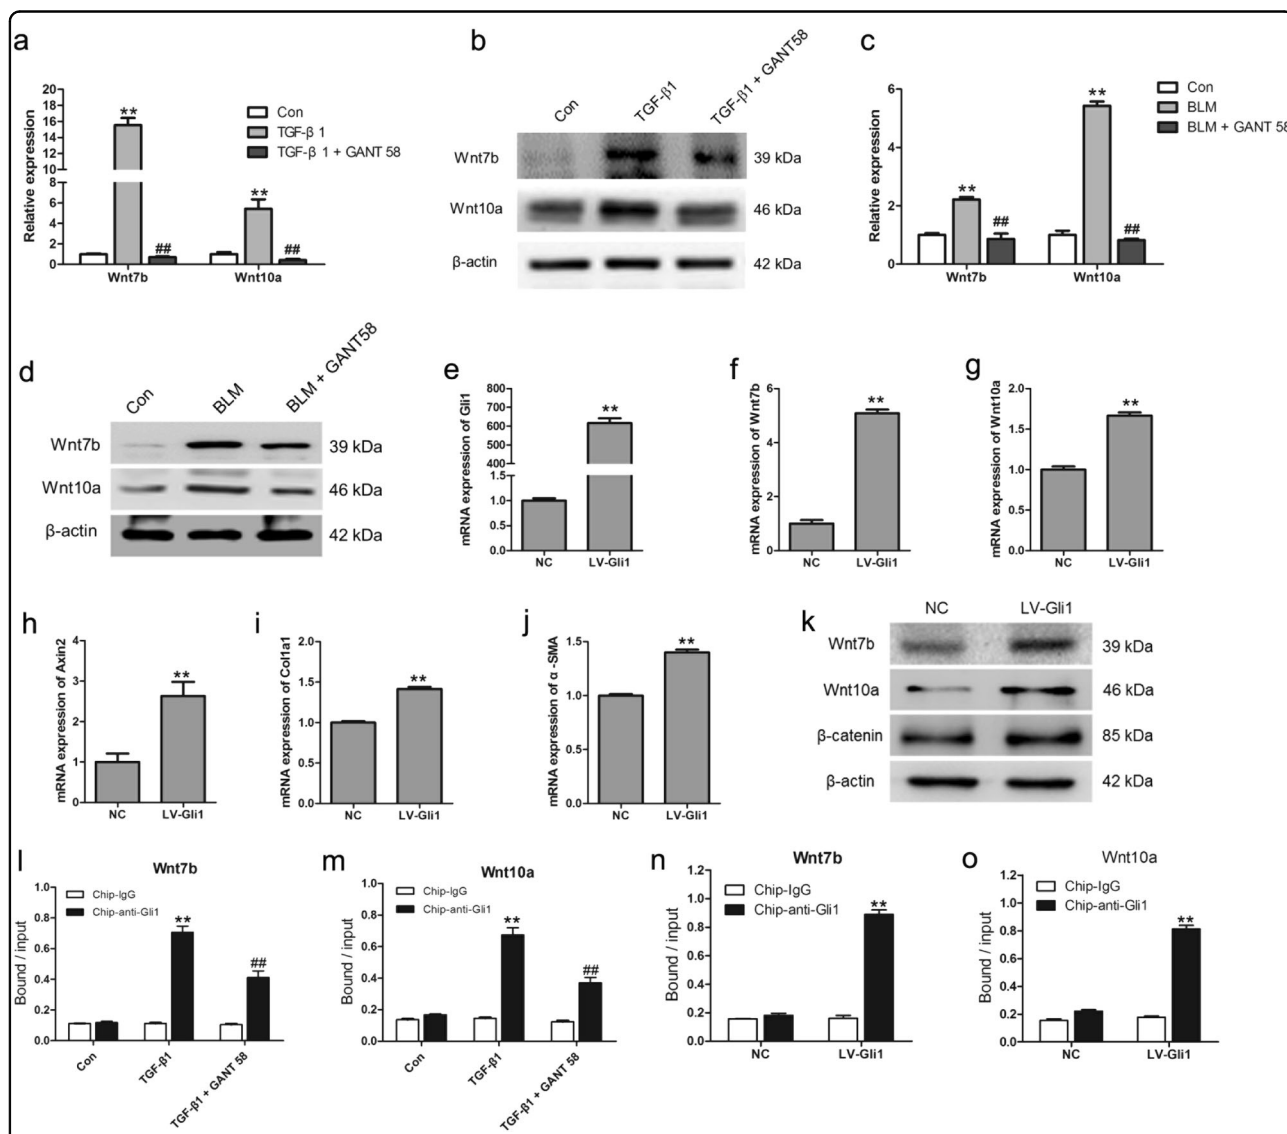 a
Relative expression
20
18
16
14
12
10
8
6
4
2
0
**
##
**
##
Wnt7b
Wnt10a
Con
TGF-β 1
TGF-β 1 + GANT 58
b
Con
TGF-β1
TGF-β1 + GANT58
Wnt7b
39 kDa
Wnt10a
46 kDa
β-actin
42 kDa
c
Relative expression
6
4
2
0
**
##
**
##
Wnt7b
Wnt10a
Con
BLM
BLM + GANT 58
d
Con
BLM
BLM + GANT58
Wnt7b
39 kDa
Wnt10a
46 kDa
β-actin
42 kDa
e
mRNA expression of Gli1
800
700
600
500
400
1.5
1.0
0.5
0.0
**
NC
LV-Gli1
f
mRNA expression of Wnt7b
6
4
2
0
**
NC
LV-Gli1
g
mRNA expression of Wnt10a
2.0
1.5
1.0
0.5
0.0
**
NC
LV-Gli1
h
mRNA expression of Axin2
4
3
2
1
0
**
NC
LV-Gli1
i
mRNA expression of Col1a1
2.0
1.5
1.0
0.5
0.0
**
NC
LV-Gli1
j
mRNA expression of α -SMA
1.5
1.0
0.5
0.0
**
NC
LV-Gli1
k
NC
LV-Gli1
Wnt7b
39 kDa
Wnt10a
46 kDa
β-catenin
85 kDa
β-actin
42 kDa
l
Wnt7b
Bound / input
1.0
0.8
0.6
0.4
0.2
0.0
Chip-IgG
Chip-anti-Gli1
**
##
Con
TGF-β1
TGF-β1 + GANT 58
m
Wnt10a
Bound / input
1.0
0.8
0.6
0.4
0.2
0.0
Chip-IgG
Chip-anti-Gli1
**
##
Con
TGF-β1
TGF-β1 + GANT 58
n
Wnt7b
Bound / input
1.2
1.0
0.8
0.6
0.4
0.2
0.0
Chip-IgG
Chip-anti-Gli1
**
NC
LV-Gli1
o
Wnt10a
Bound / input
1.2
1.0
0.8
0.6
0.4
0.2
0.0
Chip-IgG
Chip-anti-Gli1
**
NC
LV-Gli1